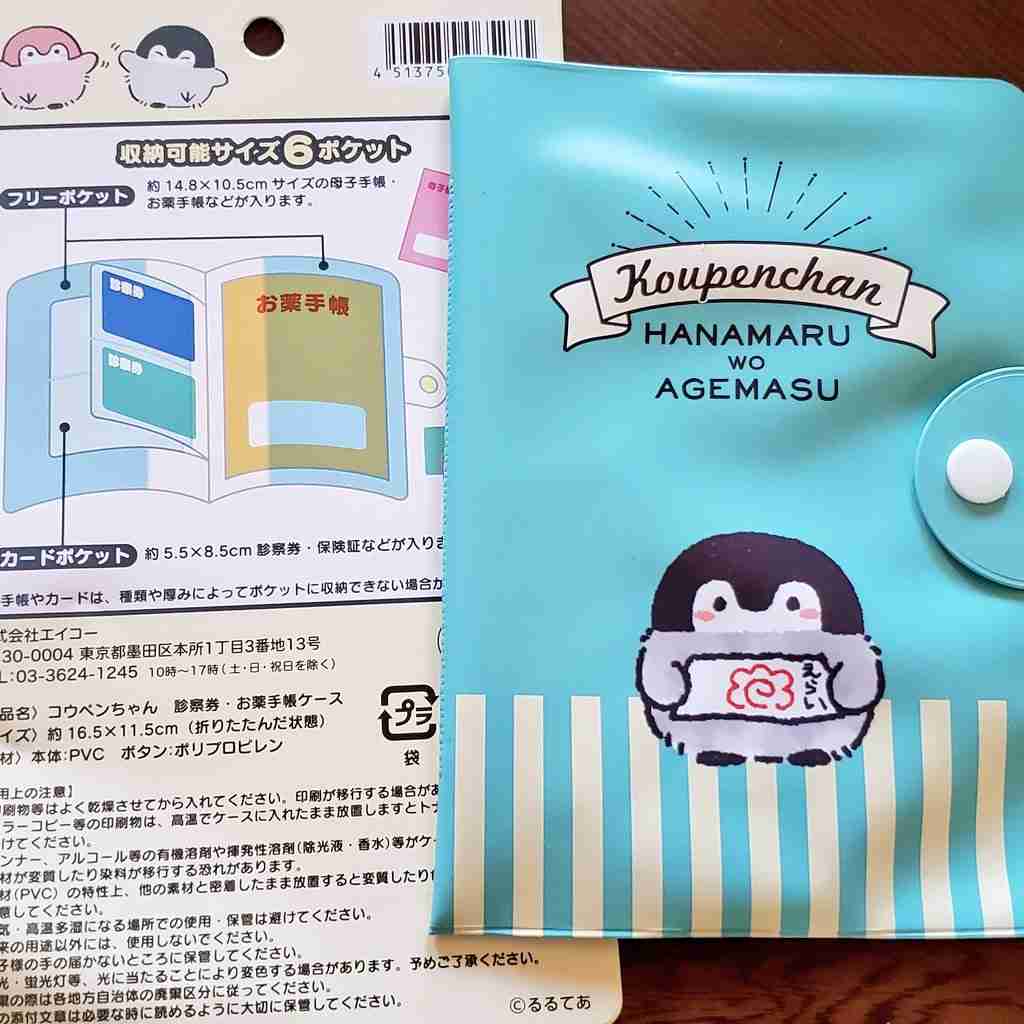 4 51375
収納可能サイズ6ポケット
フリーポケット
約14.8×10.5cmサイズの母子手帳・
お薬手帳などが入ります。
母子
診察券
診察券
お薬手帳
カードポケット
約5.5×8.5cm 診察券・保険証などが入り
手帳やカードは、種類や厚みによってポケットに収納できない場合が
式会社エイコー
30-0004 東京都墨田区本所1丁目3番地13号
L:03-3624-1245 10時〜17時(土・日・祝日を除く)
品名〉コウペンちゃん 診察券・お薬手帳ケース
イズ〉約16.5×11.5cm(折りたたんだ状態)
材〉本体:PVC ボタン:ポリプロピレン
プラ
袋
用上の注意】
印刷物等はよく乾燥させてから入れてください。印刷が移行する場合があ
ラーコピー等の印刷物は、高温でケースに入れたまま放置しますとトナ
けてください。
ンナー、アルコール等の有機溶剤や揮発性溶剤(除光液・香水)等がケー
材が変質したり染料が移行する恐れがあります。
材(PVC)の特性上、他の素材と密着したまま放置すると変質したり
意してください。
気・高温多湿になる場所での使用・保管は避けてください。
来の用途以外には、使用しないでください。
子様の手の届かないところに保管してください。
光・蛍光灯等、光に当たることにより変色する場合があります。予めご了承ください。
棄の際は各地方自治体の廃棄区分に従ってください。
の添付文章は必要な時に読めるように大切に保管してください。
©るるてあ
Koupenchan
HANAMARU
WO
AGEMASU
えらい